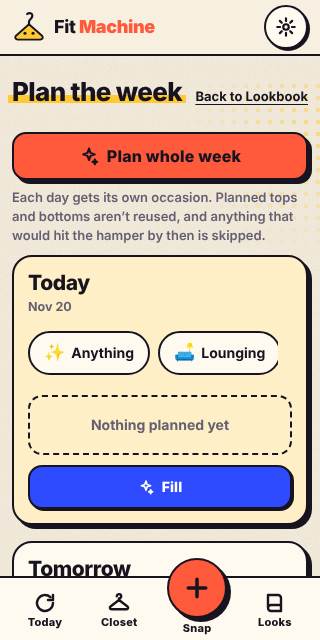 Fit Machine
Plan the week
Back to Lookbook
Plan whole week
Each day gets its own occasion. Planned tops
and bottoms aren’t reused, and anything that
would hit the hamper by then is skipped.
Today
Nov 20
Anything
Lounging
Nothing planned yet
Fill
Tomorrow
Today
Closet
Snap
Looks